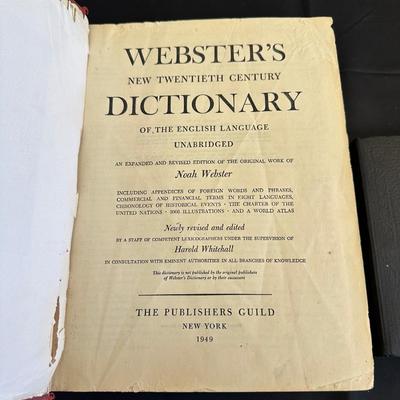 WEBSTER'S
NEW TWENTIETH CENTURY
DICTIONARY
OF THE ENGLISH LANGUAGE
UNABRIDGED
AN EXPANDED AND REVISED EDITION OF THE ORIGINAL WORK OF
Noah Webster
INCLUDING APPENDICES OF FOREIGN WORDS AND PHRASES,
COMMERCIAL AND FINANCIAL TERMS IN EIGHT LANGUAGES,
CHRONOLOGY OF HISTORICAL EVENTS · THE CHARTER OF THE
UNITED NATIONS · 3000 ILLUSTRATIONS · AND A WORLD ATLAS
Newly revised and edited
BY A STAFF OF COMPETENT LEXICOGRAPHERS UNDER THE SUPERVISION OF
Harold Whitehall
IN CONSULTATION WITH EMINENT AUTHORITIES IN ALL BRANCHES OF KNOWLEDGE
This dictionary is not published by the original publishers
of Webster's Dictionary or by their successors
THE PUBLISHERS GUILD
NEW YORK
1949